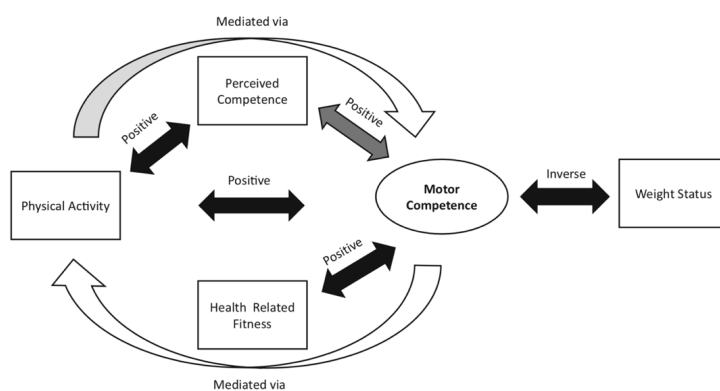 Mediated via
Perceived
Competence
Positive
Positive
Physical Activity
Positive
Motor
Competence
Inverse
Weight Status
Positive
Health Related
Fitness
Mediated via